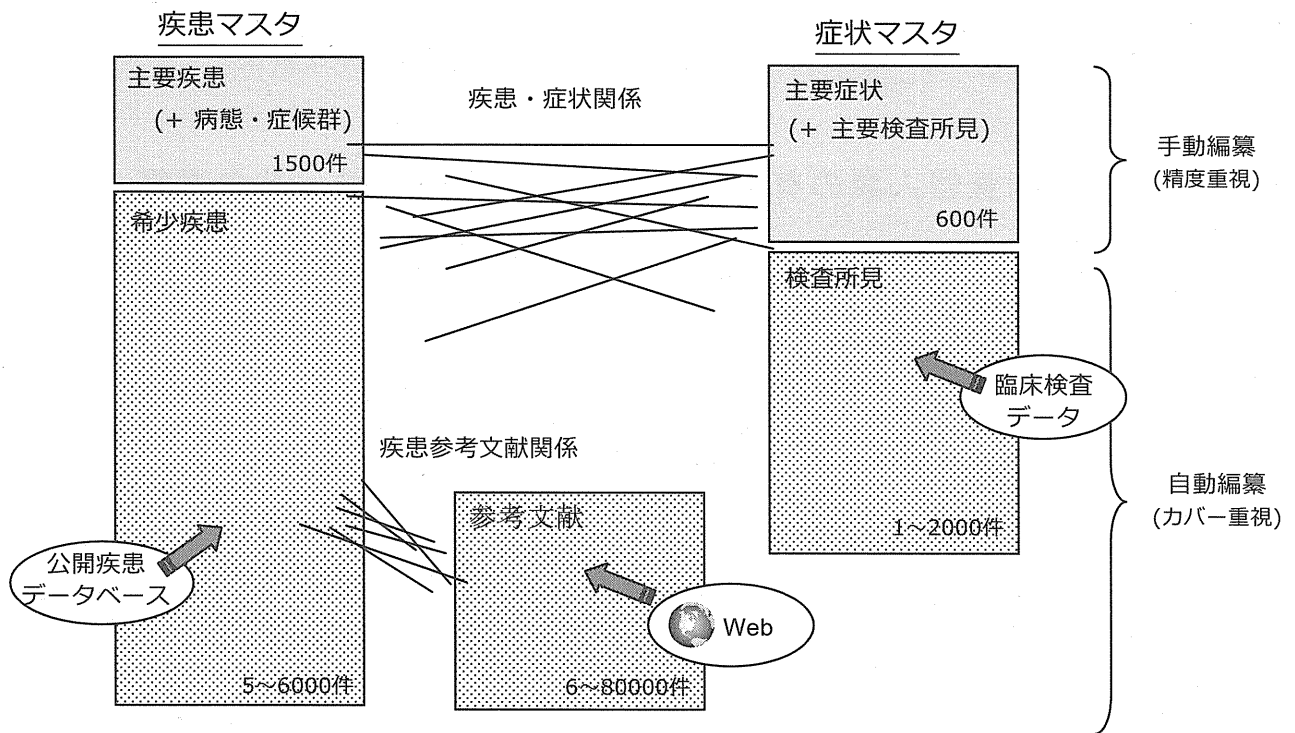 疾患マスタ
主要疾患
(+ 病態・症候群)
1500件
希少疾患
公開疾患
データベース
5～6000件
疾患・症状関係
疾患参考文献関係
参考文献
Web
6～80000件
症状マスタ
主要症状
(+ 主要検査所見)
600件
検査所見
臨床検査
データ
1～2000件
手動編纂
(精度重視)
自動編纂
(カバー重視)